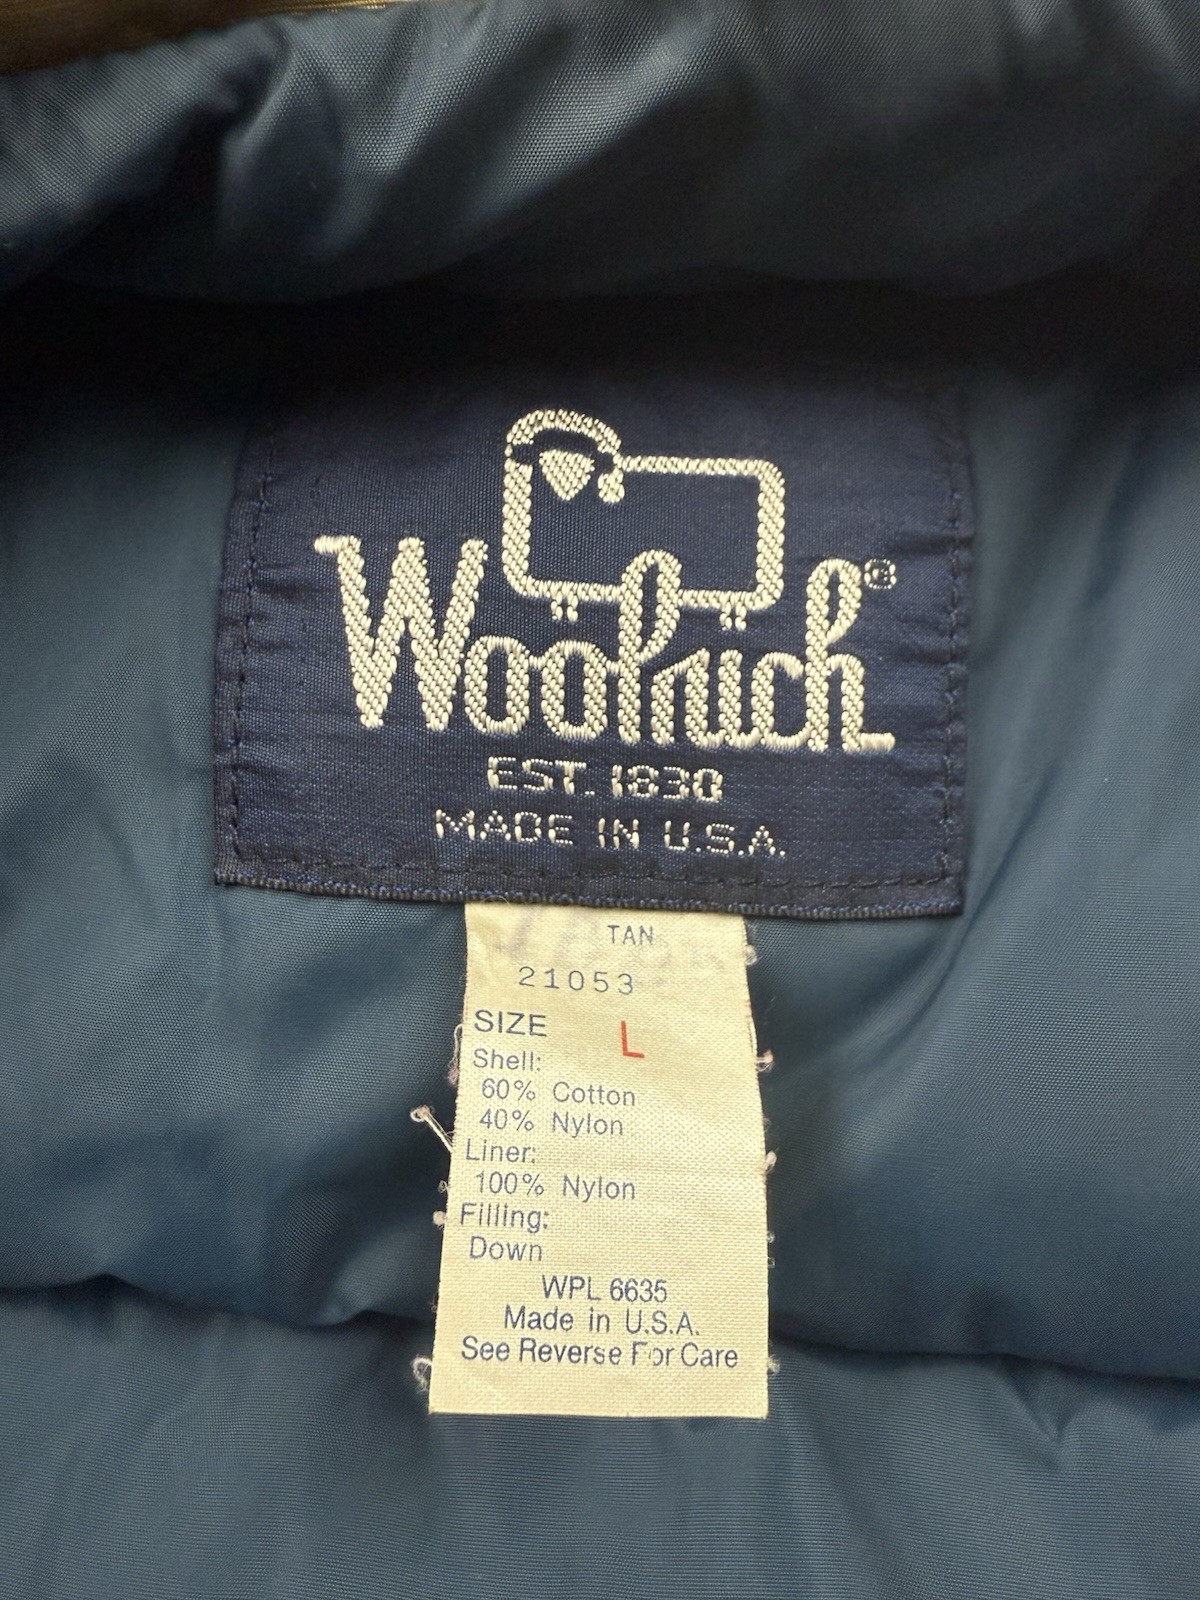 Woolrich®
EST. 1830
MADE IN U.S.A.
TAN
21053
SIZE L
Shell:
60% Cotton
40% Nylon
Liner:
100% Nylon
Filling:
Down
WPL 6635
Made in U.S.A.
See Reverse For Care